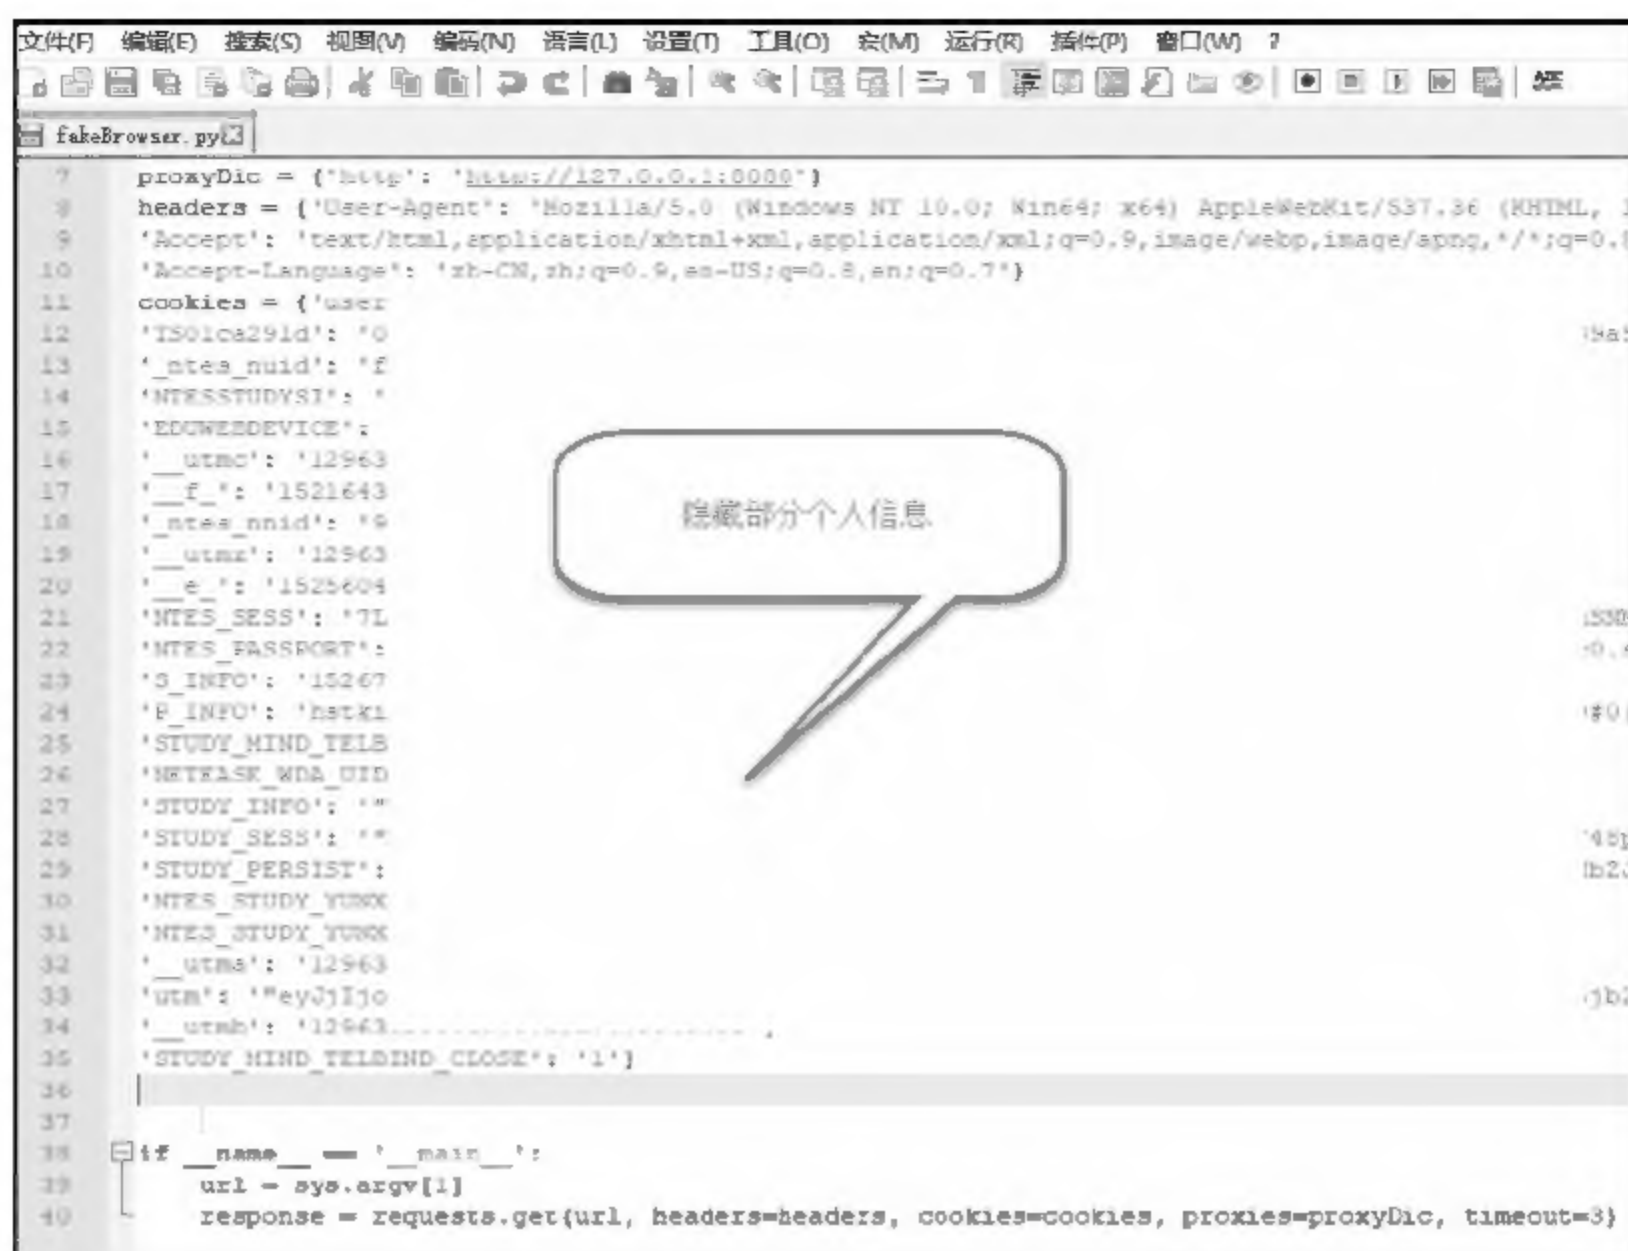 文件(F) 编辑(E) 搜索(S) 视图(V) 编码(N) 语言(L) 设置(T) 工具(O) 宏(M) 运行(R) 插件(P) 窗口(W) ?
fakeBrowser.py
7 proxyDic = {'http': 'http://127.0.0.1:8080'}
8 headers = {'User-Agent': 'Mozilla/5.0 (Windows NT 10.0; Win64; x64) AppleWebKit/537.36 (KHTML, 
9 'Accept': 'text/html,application/xhtml+xml,application/xml;q=0.9,image/webp,image/apng,*/*;q=0.8
10 'Accept-Language': 'zh-CN,zh;q=0.9,en-US;q=0.8,en;q=0.7'}
11 cookies = {'user
12 'TS01ca291d': '0
13 '_ntes_nuid': 'f
14 'NTESSTUDYSI': '
15 'EDUWEBDEVICE':
16 '__utmc': '12963
17 '__f_': '1521643
18 '_ntes_nnid': '9
19 '__utmz': '12963
20 '__e_': '1525604
21 'NTES_SESS': '7L
22 'NTES_PASSPORT':
23 'S_INFO': '15267
24 'P_INFO': 'hstki
25 'STUDY_MIND_TELB
26 'NETEASE_WDA_UID
27 'STUDY_INFO': '"
28 'STUDY_SESS': '"
29 'STUDY_PERSIST':
30 'NTES_STUDY_YUNX
31 'NTES_STUDY_YUNX
32 '__utma': '12963
33 'utm': '"eyJjIjo
34 '__utmb': '12963
35 'STUDY_MIND_TELBIND_CLOSE': '1'}
36
37
38 if __name__ == '__main__':
39 url = sys.argv[1]
40 response = requests.get(url, headers=headers, cookies=cookies, proxies=proxyDic, timeout=3)
隐藏部分个人信息